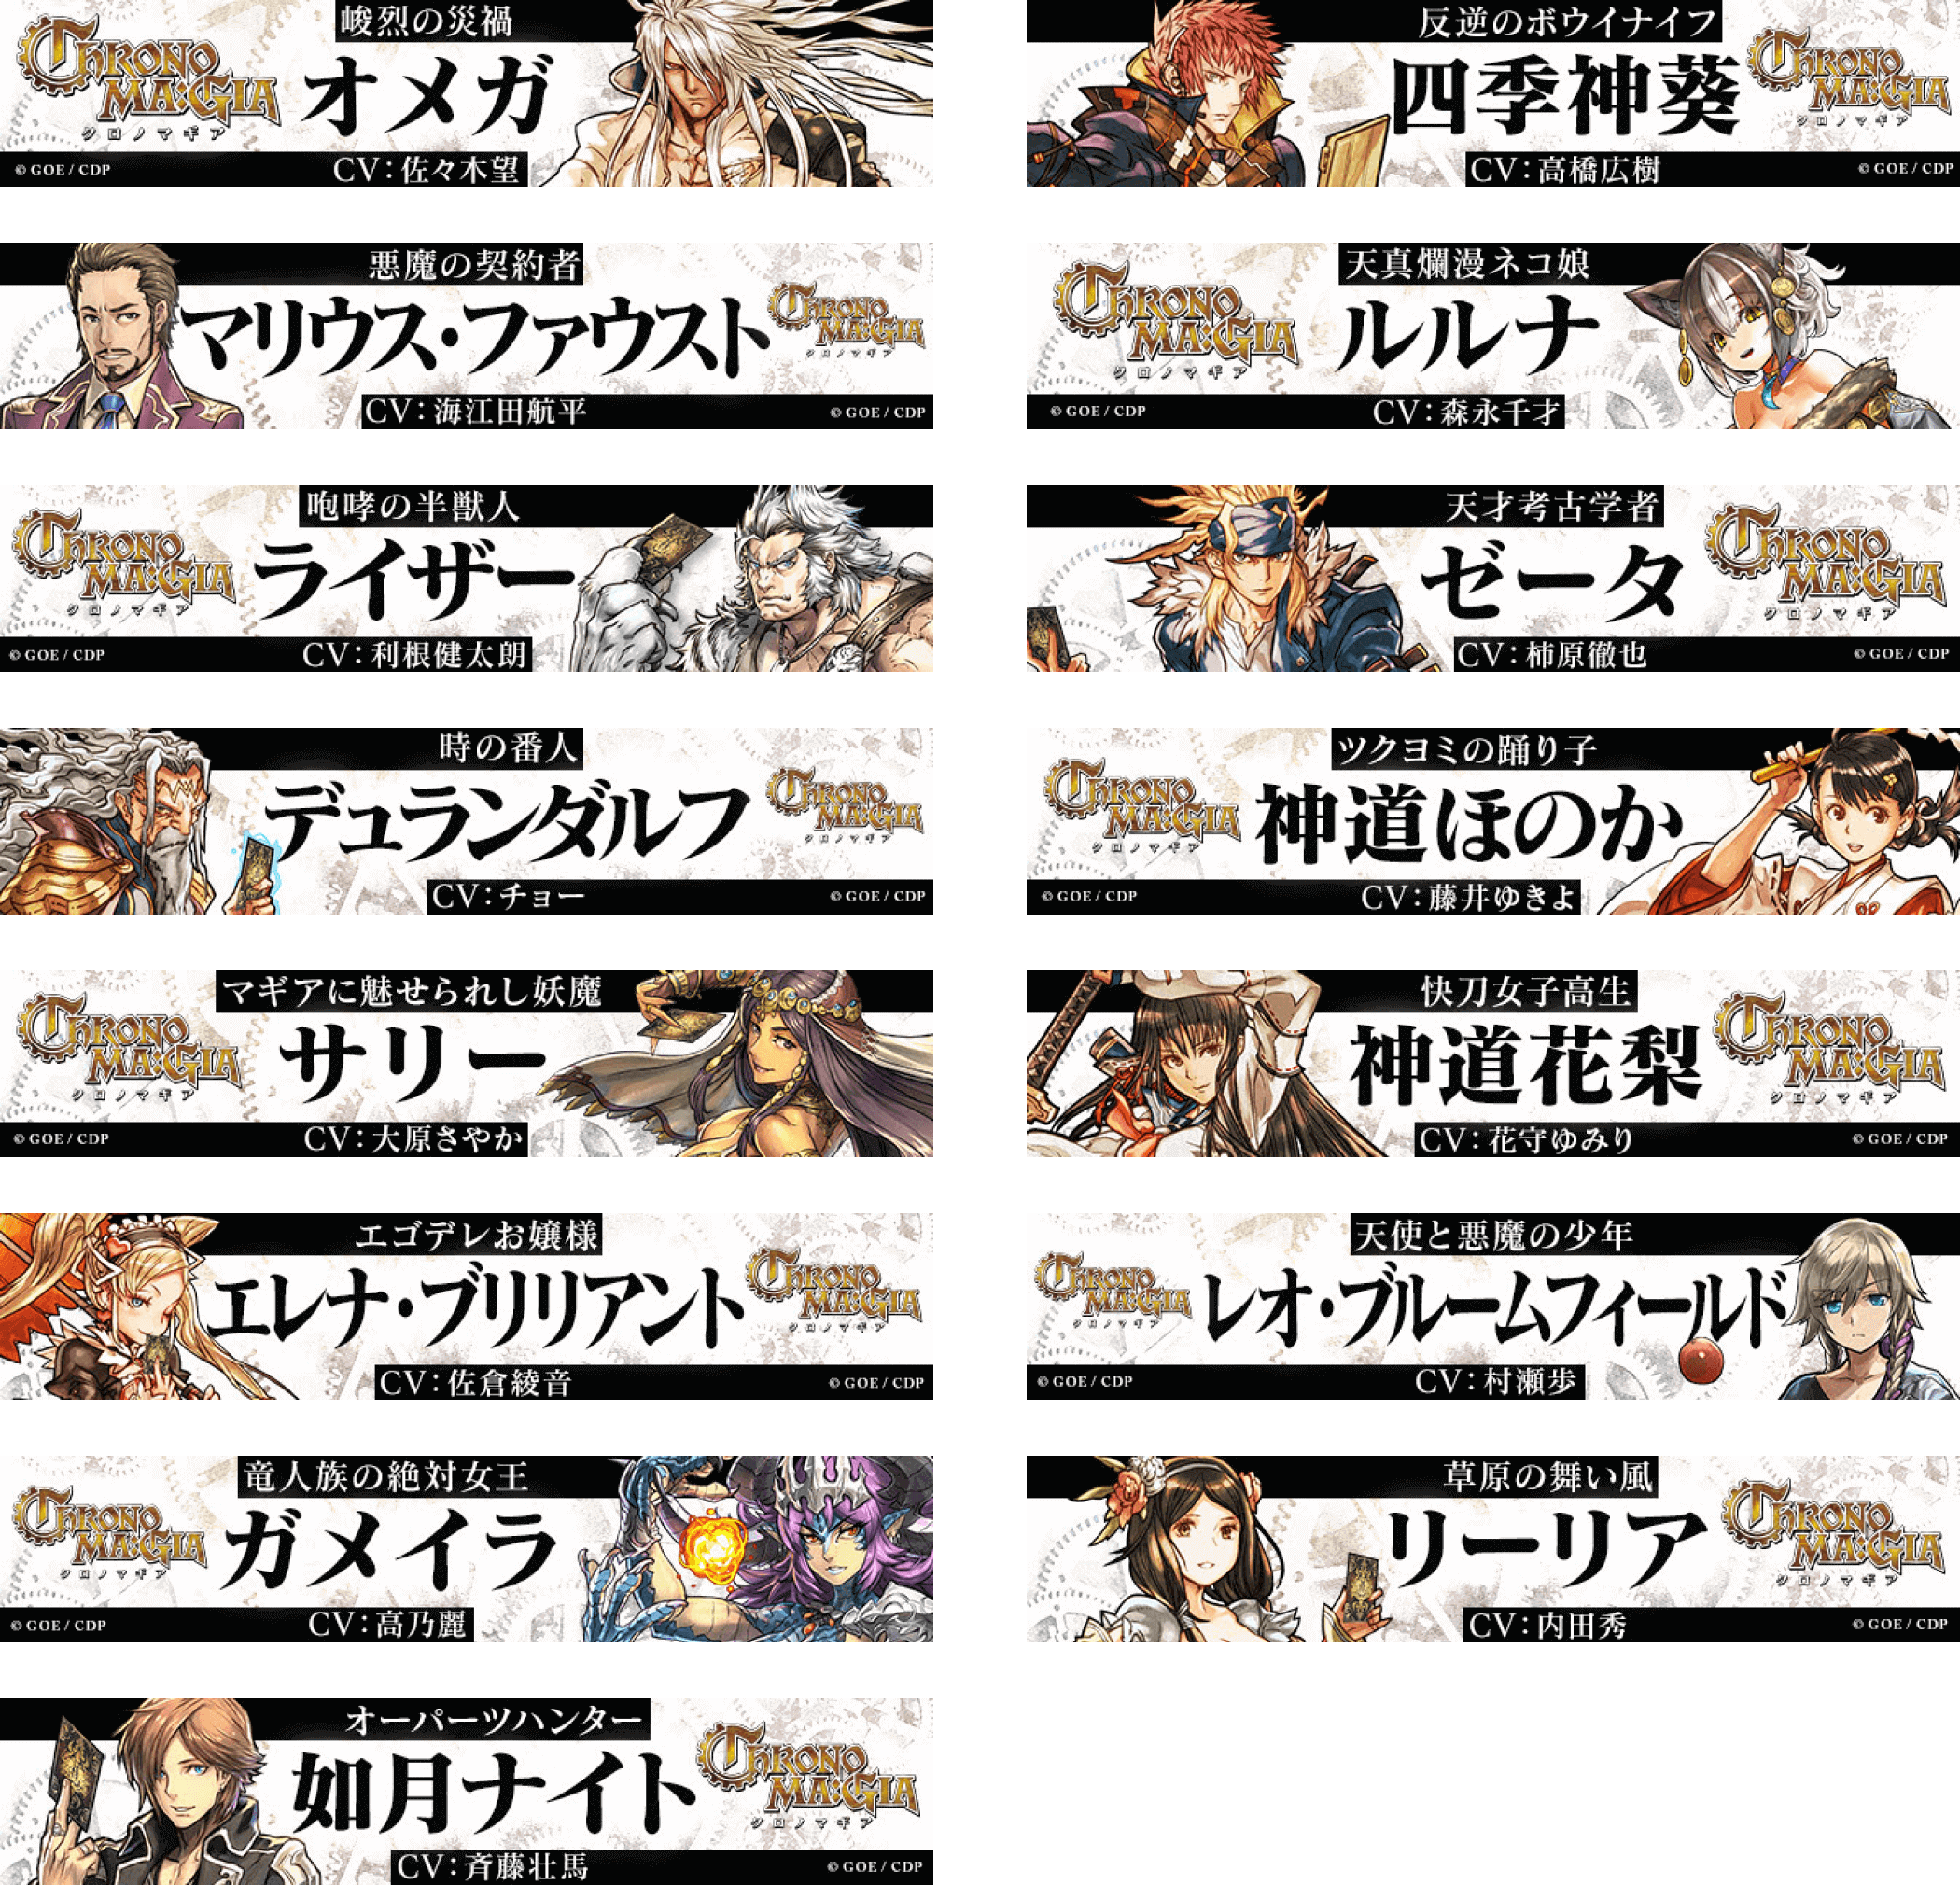 峻烈の災禍
CHRONO MA:GIA
クロノマギア
オメガ
© GOE / CDP
CV:佐々木望
反逆のボウイナイフ
四季神葵
CHRONO MA:GIA
クロノマギア
CV:高橋広樹
© GOE / CDP
悪魔の契約者
マリウス・ファウスト
CHRONO MA:GIA
クロノマギア
CV:海江田航平
© GOE / CDP
天真爛漫ネコ娘
CHRONO MA:GIA
クロノマギア
ルルナ
© GOE / CDP
CV:森永千才
咆哮の半獣人
CHRONO MA:GIA
クロノマギア
ライザー
© GOE / CDP
CV:利根健太朗
天才考古学者
ゼータ
CHRONO MA:GIA
クロノマギア
CV:柿原徹也
© GOE / CDP
時の番人
デュランダルフ
CHRONO MA:GIA
クロノマギア
CV:チョー
© GOE / CDP
ツクヨミの踊り子
CHRONO MA:GIA
クロノマギア
神道ほのか
© GOE / CDP
CV:藤井ゆきよ
マギアに魅せられし妖魔
CHRONO MA:GIA
クロノマギア
サリー
© GOE / CDP
CV:大原さやか
快刀女子高生
神道花梨
CHRONO MA:GIA
クロノマギア
CV:花守ゆみり
© GOE / CDP
エゴデレお嬢様
エレナ・ブリリアント
CHRONO MA:GIA
クロノマギア
CV:佐倉綾音
© GOE / CDP
天使と悪魔の少年
CHRONO MA:GIA
クロノマギア
レオ・ブルームフィールド
© GOE / CDP
CV:村瀬歩
竜人族の絶対女王
CHRONO MA:GIA
クロノマギア
ガメイラ
© GOE / CDP
CV:高乃麗
草原の舞い風
リーリア
CHRONO MA:GIA
クロノマギア
CV:内田秀
© GOE / CDP
オーパーツハンター
如月ナイト
CHRONO MA:GIA
クロノマギア
CV:斉藤壮馬
© GOE / CDP